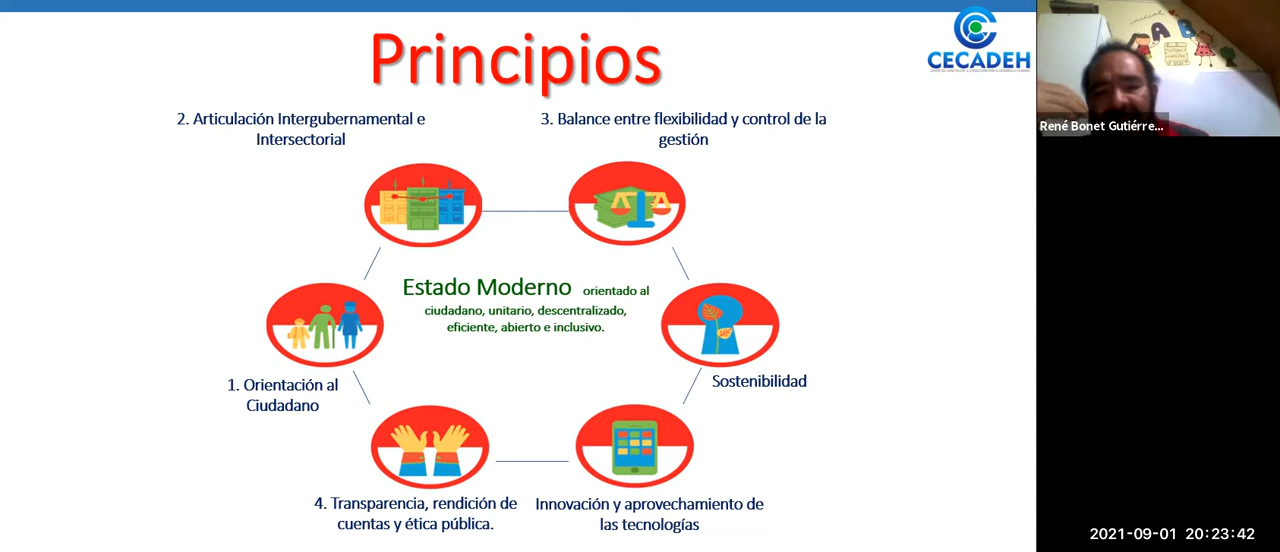 Principios
CECADEH
2. Articulación Intergubernamental e
Intersectorial
3. Balance entre flexibilidad y control de la
gestión
Estado Moderno orientado al
ciudadano, unitario, descentralizado,
eficiente, abierto e inclusivo.
1. Orientación al
Ciudadano
Sostenibilidad
4. Transparencia, rendición de
cuentas y ética pública.
Innovación y aprovechamiento de
las tecnologías
René Bonet Gutiérre...
2021-09-01 20:23:42